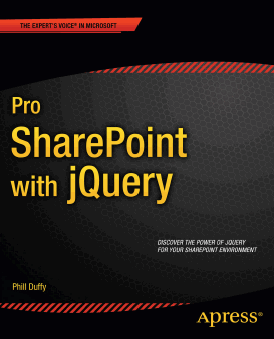 THE EXPERT'S VOICE® IN MICROSOFT
Pro
SharePoint
with jQuery
DISCOVER THE POWER OF JQUERY
FOR YOUR SHAREPOINT ENVIRONMENT
Phill Duffy
Apress®